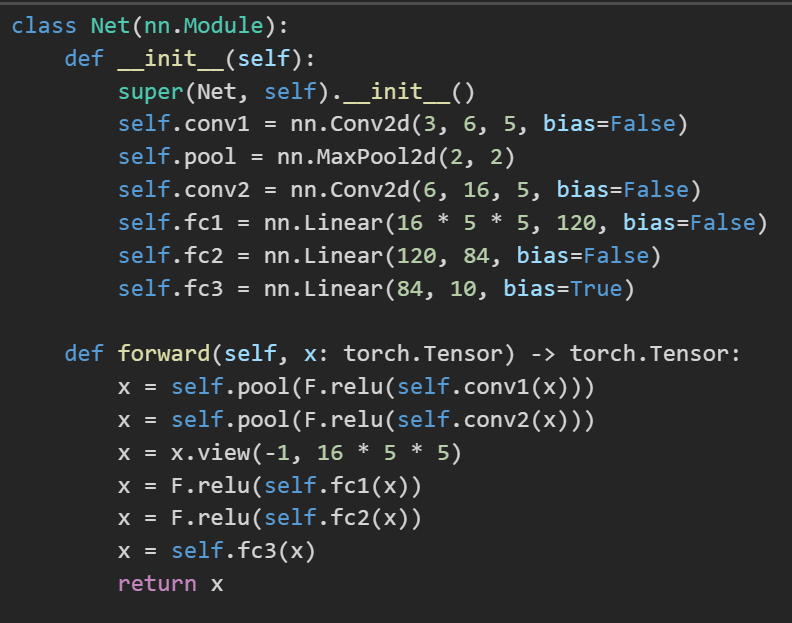 class Net(nn.Module):
    def __init__(self):
        super(Net, self).__init__()
        self.conv1 = nn.Conv2d(3, 6, 5, bias=False)
        self.pool = nn.MaxPool2d(2, 2)
        self.conv2 = nn.Conv2d(6, 16, 5, bias=False)
        self.fc1 = nn.Linear(16 * 5 * 5, 120, bias=False)
        self.fc2 = nn.Linear(120, 84, bias=False)
        self.fc3 = nn.Linear(84, 10, bias=True)

    def forward(self, x: torch.Tensor) -> torch.Tensor:
        x = self.pool(F.relu(self.conv1(x)))
        x = self.pool(F.relu(self.conv2(x)))
        x = x.view(-1, 16 * 5 * 5)
        x = F.relu(self.fc1(x))
        x = F.relu(self.fc2(x))
        x = self.fc3(x)
        return x